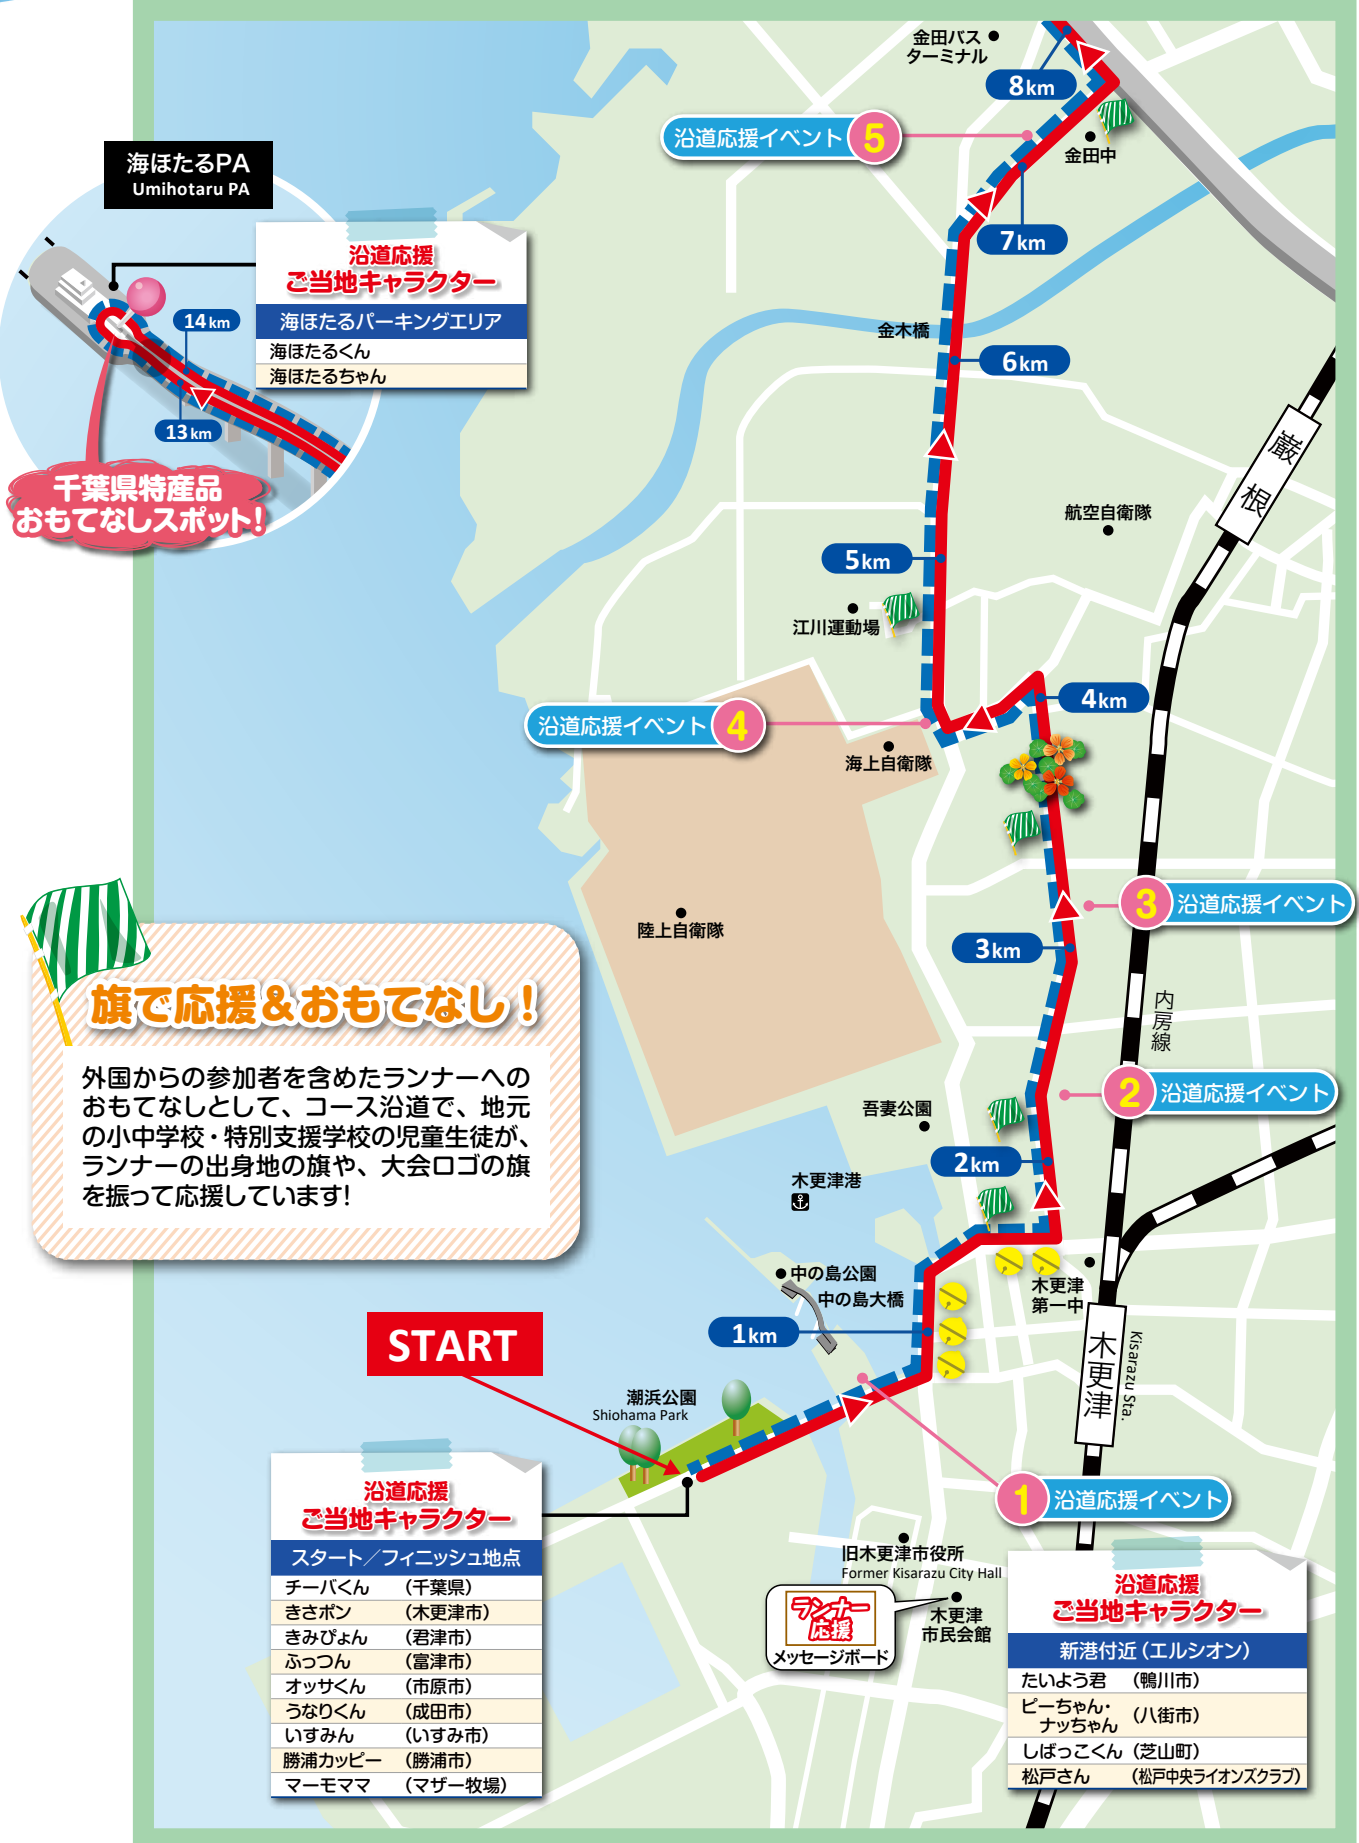 金田バス
ターミナル
8km
沿道応援イベント 5
金田中
海ほたるPA
Umihotaru PA
7km
沿道応援
ご当地キャラクター
海ほたるパーキングエリア
海ほたるくん
海ほたるちゃん
14km
13km
千葉県特産品
おもてなしスポット!
金木橋
6km
巌根
航空自衛隊
5km
江川運動場
4km
沿道応援イベント 4
海上自衛隊
3 沿道応援イベント
陸上自衛隊
3km
内房線
旗で応援&おもてなし!
外国からの参加者を含めたランナーへの
おもてなしとして、コース沿道で、地元
の小中学校・特別支援学校の児童生徒が、
ランナーの出身地の旗や、大会ロゴの旗
を振って応援しています!
2 沿道応援イベント
吾妻公園
2km
木更津港
中の島公園
中の島大橋
木更津
第一中
1km
START
木更津
Kisarazu Sta.
潮浜公園
Shiohama Park
1 沿道応援イベント
沿道応援
ご当地キャラクター
スタート/フィニッシュ地点
チーバくん (千葉県)
きさポン (木更津市)
きみぴょん (君津市)
ふっつん (富津市)
オッサくん (市原市)
うなりくん (成田市)
いすみん (いすみ市)
勝浦カッピー (勝浦市)
マーモママ (マザー牧場)
旧木更津市役所
Former Kisarazu City Hall
ランナー
応援
メッセージボード
木更津
市民会館
沿道応援
ご当地キャラクター
新港付近(エルシオン)
たいよう君 (鴨川市)
ピーちゃん・
ナッちゃん (八街市)
しばっこくん (芝山町)
松戸さん (松戸中央ライオンズクラブ)